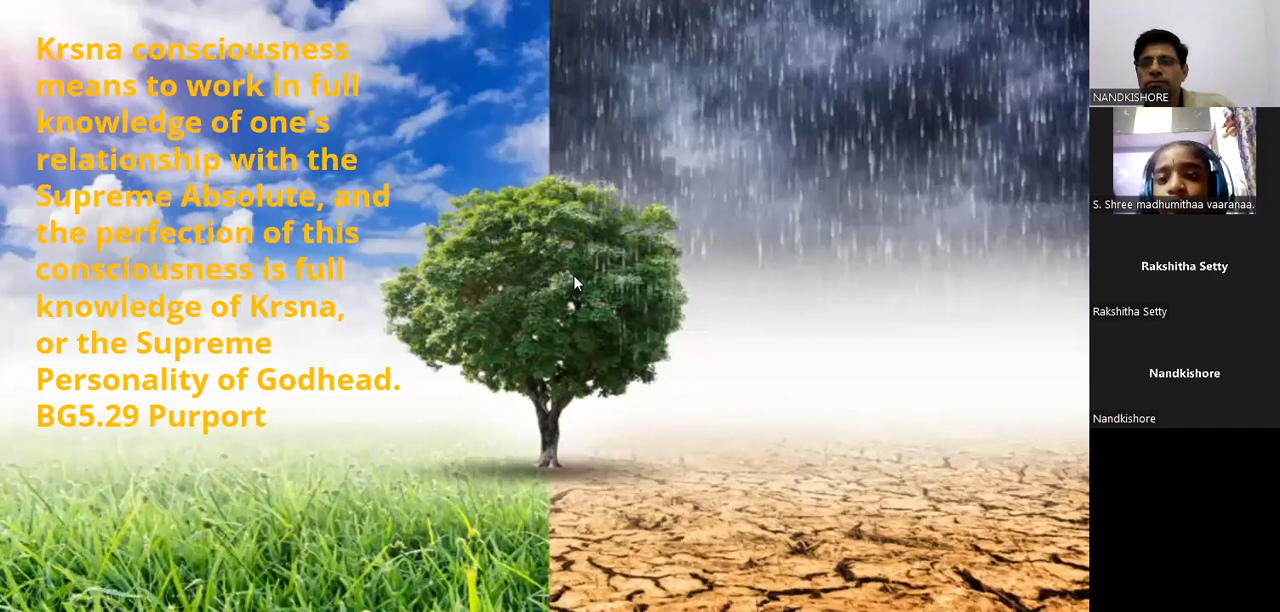 Krsna consciousness
means to work in full
knowledge of one's
relationship with the
Supreme Absolute, and
the perfection of this
consciousness is full
knowledge of Krsna,
or the Supreme
Personality of Godhead.
BG5.29 Purport
NANDKISHORE
S. Shree madhumithaa vaaranaa.
Rakshitha Setty
Rakshitha Setty
Nandkishore
Nandkishore